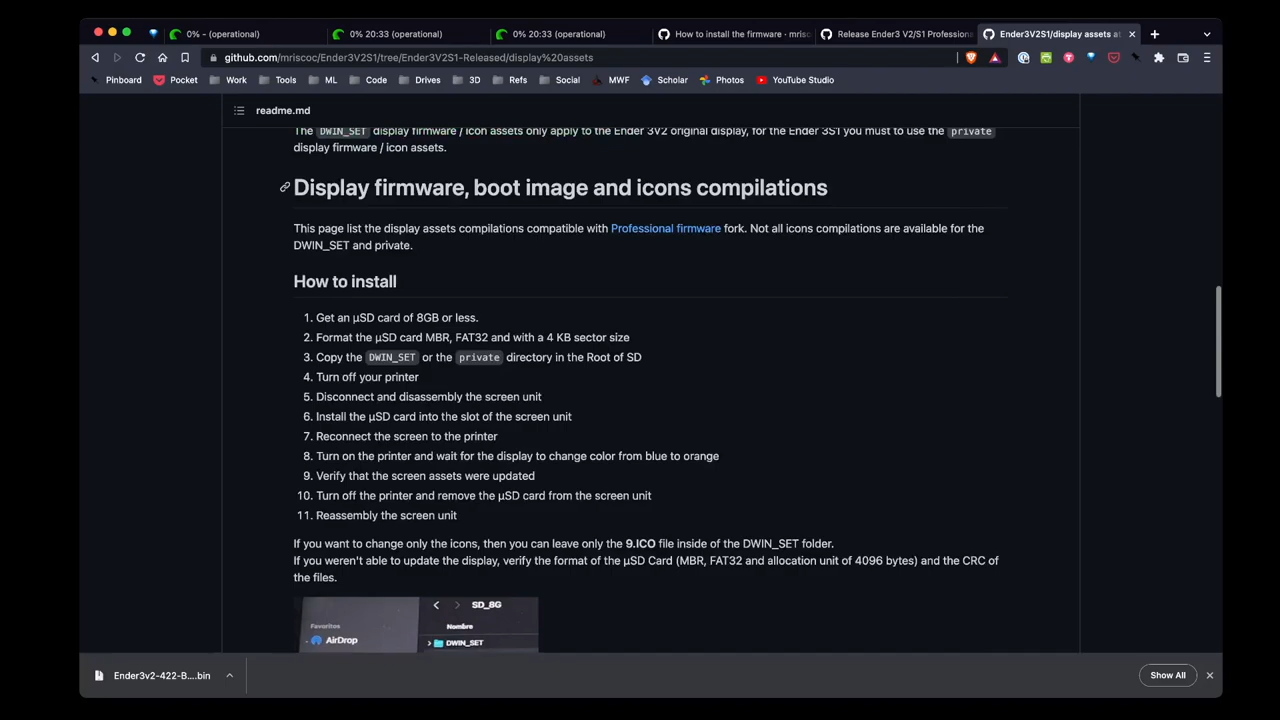 0% - (operational)
0% 20:33 (operational)
0% 20:33 (operational)
How to install the firmware · mrisc
Release Ender3 V2/S1 Professiona
Ender3V2S1/display assets at
github.com/mriscoc/Ender3V2S1/tree/Ender3V2S1-Released/display%20assets
Pinboard
Pocket
Work
Tools
ML
Code
Drives
3D
Refs
Social
MWF
Scholar
Photos
YouTube Studio
readme.md
The DWIN_SET display firmware / icon assets only apply to the Ender 3V2 original display, for the Ender 3S1 you must to use the private
display firmware / icon assets.
Display firmware, boot image and icons compilations
This page list the display assets compilations compatible with Professional firmware fork. Not all icons compilations are available for the
DWIN_SET and private.
How to install
1. Get an µSD card of 8GB or less.
2. Format the µSD card MBR, FAT32 and with a 4 KB sector size
3. Copy the DWIN_SET or the private directory in the Root of SD
4. Turn off your printer
5. Disconnect and disassembly the screen unit
6. Install the µSD card into the slot of the screen unit
7. Reconnect the screen to the printer
8. Turn on the printer and wait for the display to change color from blue to orange
9. Verify that the screen assets were updated
10. Turn off the printer and remove the µSD card from the screen unit
11. Reassembly the screen unit
If you want to change only the icons, then you can leave only the 9.ICO file inside of the DWIN_SET folder.
If you weren't able to update the display, verify the format of the µSD Card (MBR, FAT32 and allocation unit of 4096 bytes) and the CRC of
the files.
SD_8G
Favoritos
Nombre
AirDrop
DWIN_SET
Ender3v2-422-B....bin
Show All